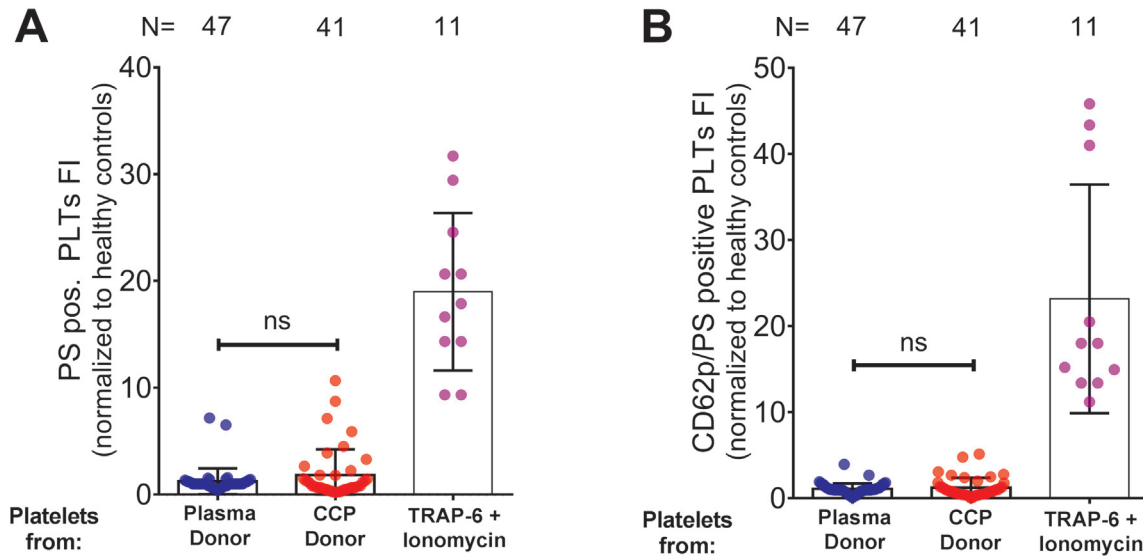 A
N= 47 41 11
PS pos. PLTs FI
(normalized to healthy controls)
40
30
20
10
0
ns
Platelets
from:
Plasma
Donor
CCP
Donor
TRAP-6 +
Ionomycin
B
N= 47 41 11
CD62p/PS positive PLTs FI
(normalized to healthy controls)
50
40
30
20
10
0
ns
Platelets
from:
Plasma
Donor
CCP
Donor
TRAP-6 +
Ionomycin